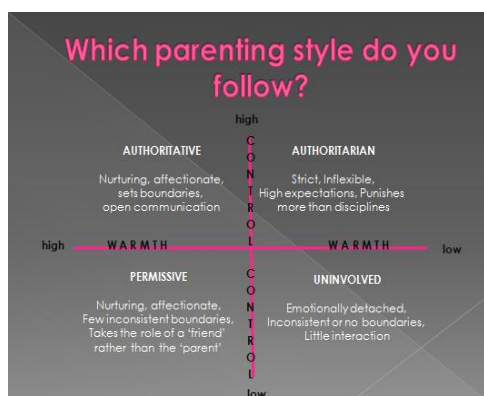 Which parenting style do you
follow?
high
AUTHORITATIVE
Nurturing, affectionate,
sets boundaries,
open communication
CONTROL
AUTHORITARIAN
Strict, Inflexible,
High expectations, Punishes
more than disciplines
high
WARMTH
WARMTH
low
PERMISSIVE
Nurturing, affectionate,
Few inconsistent boundaries,
Takes the role of a 'friend'
rather than the 'parent'
CONTROL
UNINVOLVED
Emotionally detached,
Inconsistent or no boundaries,
Little interaction
low